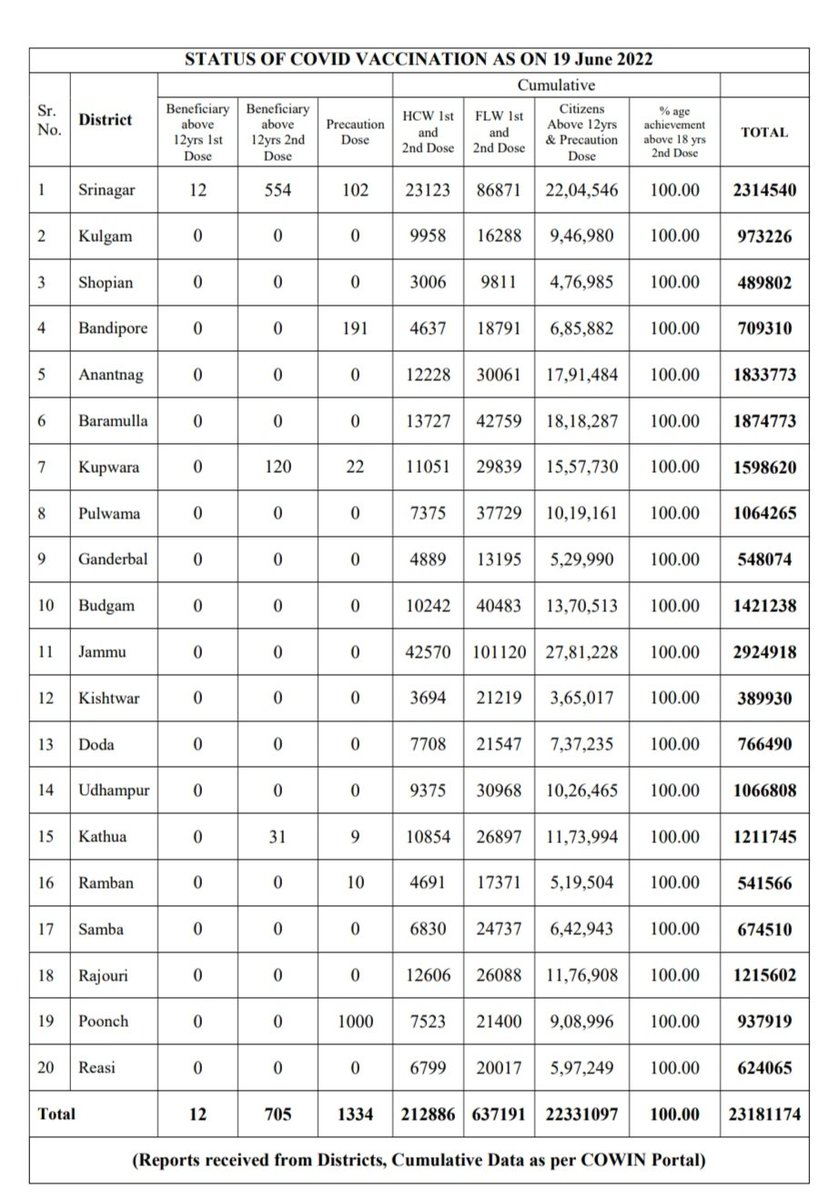 STATUS OF COVID VACCINATION AS ON 19 June 2022
Cumulative
Sr. No. District Beneficiary above 12yrs 1st Dose Beneficiary above 12yrs 2nd Dose Precaution Dose HCW 1st and 2nd Dose FLW 1st and 2nd Dose Citizens Above 12yrs & Precaution Dose % age achievement above 18 yrs 2nd Dose TOTAL
1 Srinagar 12 554 102 23123 86871 22,04,546 100.00 2314540
2 Kulgam 0 0 0 9958 16288 9,46,980 100.00 973226
3 Shopian 0 0 0 3006 9811 4,76,985 100.00 489802
4 Bandipore 0 0 191 4637 18791 6,85,882 100.00 709310
5 Anantnag 0 0 0 12228 30061 17,91,484 100.00 1833773
6 Baramulla 0 0 0 13727 42759 18,18,287 100.00 1874773
7 Kupwara 0 120 22 11051 29839 15,57,730 100.00 1598620
8 Pulwama 0 0 0 7375 37729 10,19,161 100.00 1064265
9 Ganderbal 0 0 0 4889 13195 5,29,990 100.00 548074
10 Budgam 0 0 0 10242 40483 13,70,513 100.00 1421238
11 Jammu 0 0 0 42570 101120 27,81,228 100.00 2924918
12 Kishtwar 0 0 0 3694 21219 3,65,017 100.00 389930
13 Doda 0 0 0 7708 21547 7,37,235 100.00 766490
14 Udhampur 0 0 0 9375 30968 10,26,465 100.00 1066808
15 Kathua 0 31 9 10854 26897 11,73,994 100.00 1211745
16 Ramban 0 0 10 4691 17371 5,19,504 100.00 541566
17 Samba 0 0 0 6830 24737 6,42,943 100.00 674510
18 Rajouri 0 0 0 12606 26088 11,76,908 100.00 1215602
19 Poonch 0 0 1000 7523 21400 9,08,996 100.00 937919
20 Reasi 0 0 0 6799 20017 5,97,249 100.00 624065
Total 12 705 1334 212886 637191 22331097 100.00 23181174
(Reports received from Districts, Cumulative Data as per COWIN Portal)